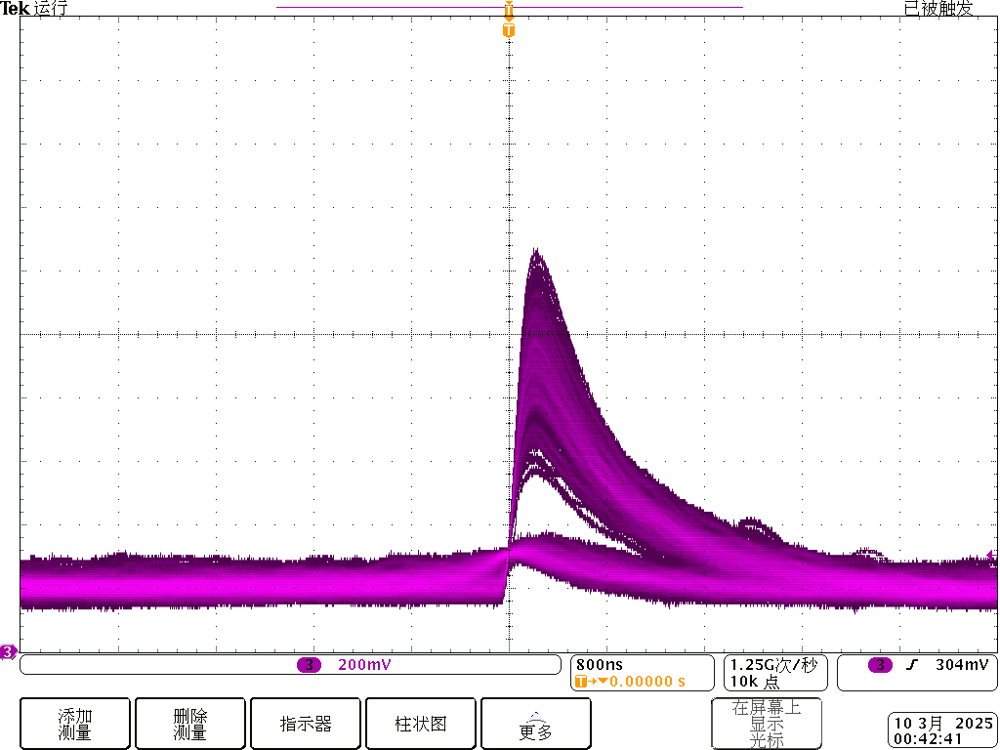 Tek 运行
已被触发
T
T
3
3 200mV
800ns
T→▼0.00000 s
1.25G次/秒
10k 点
3 304mV
添加
测量
删除
测量
指示器
柱状图
更多
在屏幕上
显示
光标
10 3月 2025
00:42:41